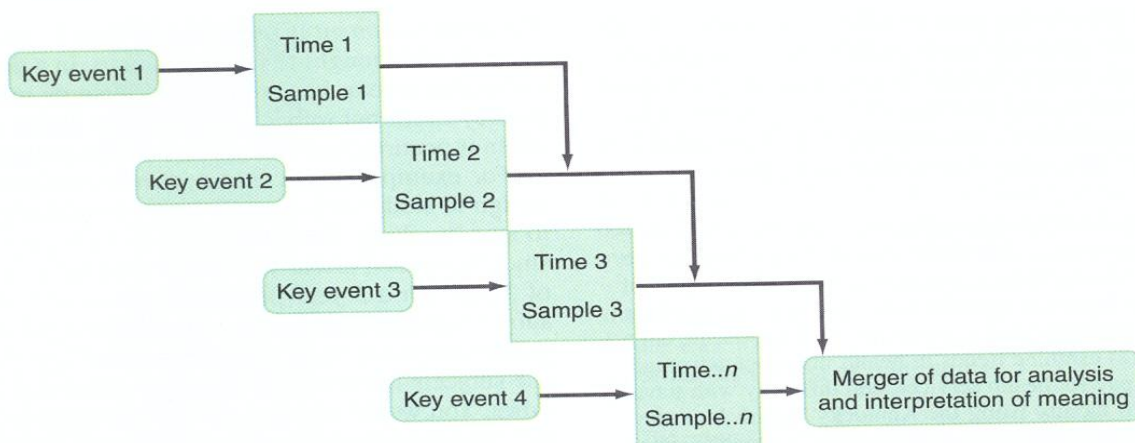 Key event 1
Time 1
Sample 1
Key event 2
Time 2
Sample 2
Key event 3
Time 3
Sample 3
Key event 4
Time..n
Sample..n
Merger of data for analysis
and interpretation of meaning